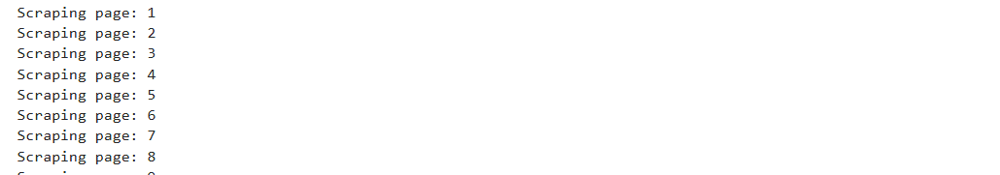 Scraping page: 1
Scraping page: 2
Scraping page: 3
Scraping page: 4
Scraping page: 5
Scraping page: 6
Scraping page: 7
Scraping page: 8